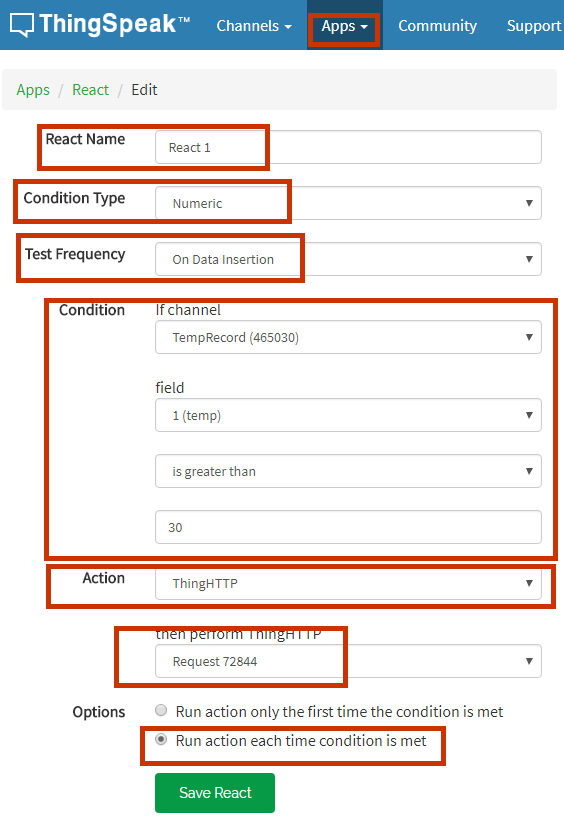 ThingSpeak™ Channels Apps Community Support
Apps / React / Edit
React Name React 1
Condition Type Numeric
Test Frequency On Data Insertion
Condition If channel
TempRecord (465030)
field
1 (temp)
is greater than
30
Action ThingHTTP
then perform ThingHTTP
Request 72844
Options Run action only the first time the condition is met
Run action each time condition is met
Save React